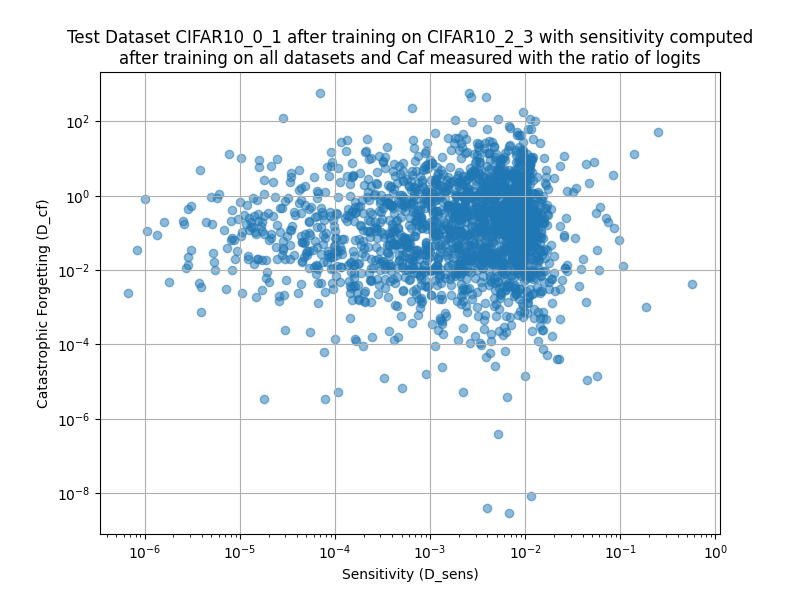 Test Dataset CIFAR10_0_1 after training on CIFAR10_2_3 with sensitivity computed
after training on all datasets and Caf measured with the ratio of logits
Catastrophic Forgetting (D_cf)
10²
10⁰
10⁻²
10⁻⁴
10⁻⁶
10⁻⁸
10⁻⁶ 10⁻⁵ 10⁻⁴ 10⁻³ 10⁻² 10⁻¹ 10⁰
Sensitivity (D_sens)